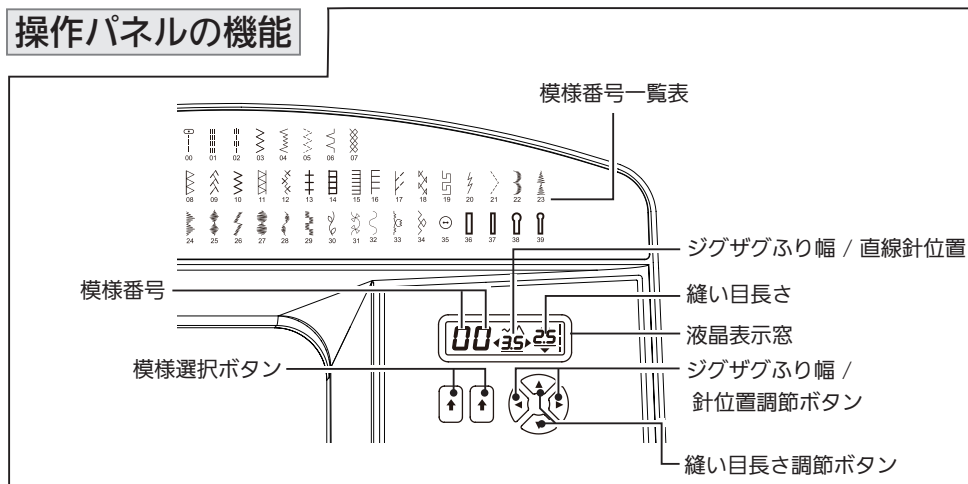 操作パネルの機能
模様番号一覧表
00 01 02 03 04 05 06 07
08 09 10 11 12 13 14 15 16 17 18 19 20 21 22 23
24 25 26 27 28 29 30 31 32 33 34 35 36 37 38 39
ジグザグふり幅 / 直線針位置
模様番号
縫い目長さ
00 3.5 2.5
液晶表示窓
模様選択ボタン
ジグザグふり幅 /
針位置調節ボタン
縫い目長さ調節ボタン